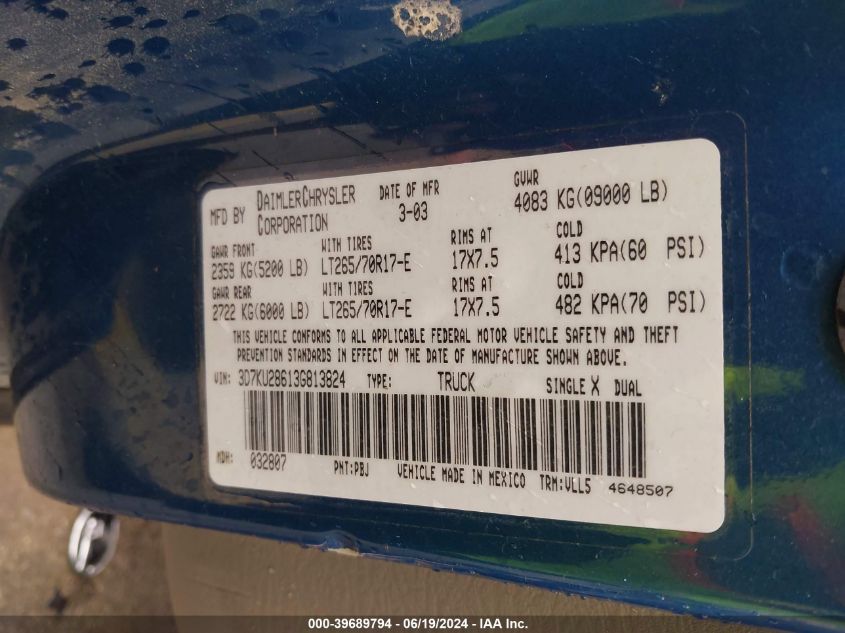 MFD BY DAIMLERCHRYSLER CORPORATION DATE OF MFR 3-03 GVWR 4083 KG(09000 LB)
GAWR FRONT WITH TIRES RIMS AT COLD
2359 KG(5200 LB) LT265/70R17-E 17X7.5 413 KPA(60 PSI)
GAWR REAR WITH TIRES RIMS AT COLD
2722 KG(6000 LB) LT265/70R17-E 17X7.5 482 KPA(70 PSI)
THIS VEHICLE CONFORMS TO ALL APPLICABLE FEDERAL MOTOR VEHICLE SAFETY AND THEFT
PREVENTION STANDARDS IN EFFECT ON THE DATE OF MANUFACTURE SHOWN ABOVE.
VIN: 3D7KU28613G813824 TYPE: TRUCK SINGLE X DUAL
MDH: 032807 PNT:PBJ VEHICLE MADE IN MEXICO TRM:VLL5 4648507
000-39689794 - 06/19/2024 - IAA Inc.